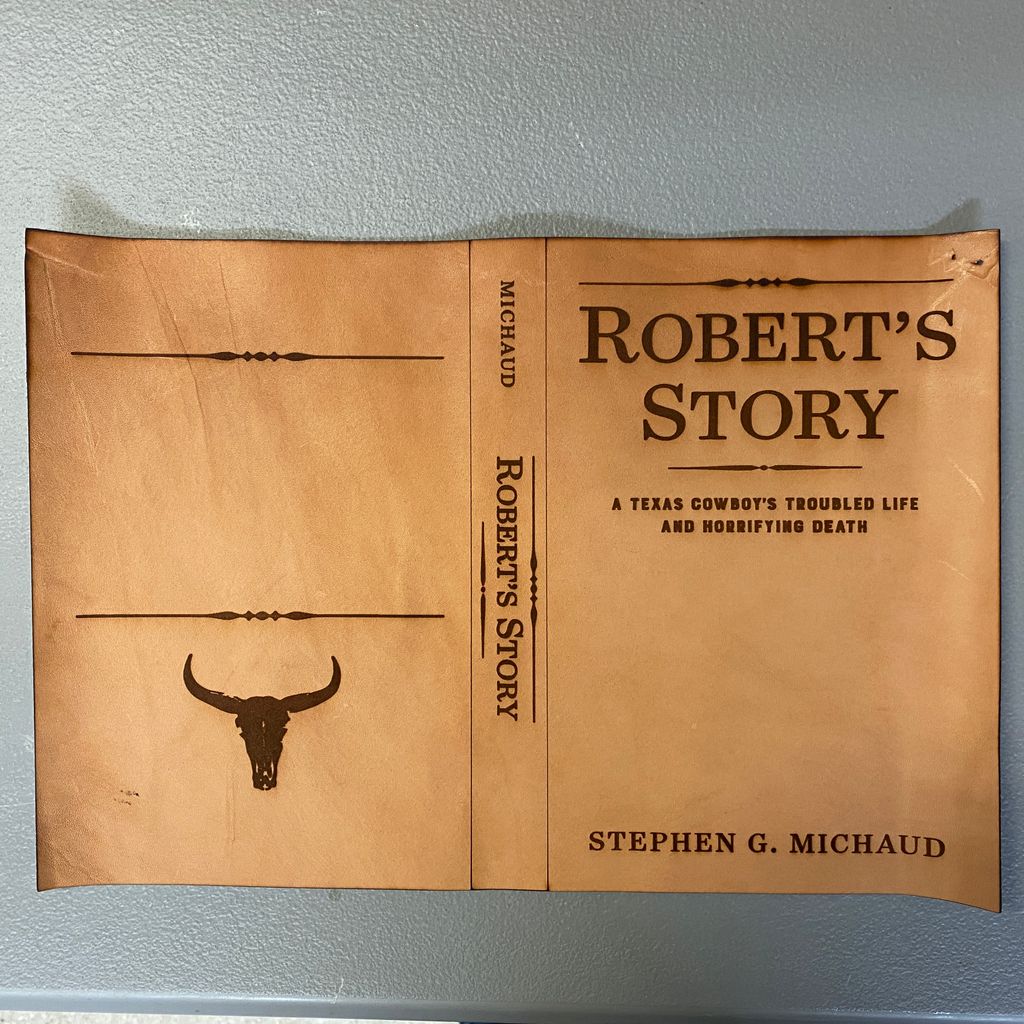 MICHAUD
ROBERT'S STORY
ROBERT'S
STORY
A TEXAS COWBOY'S TROUBLED LIFE
AND HORRIFYING DEATH
STEPHEN G. MICHAUD